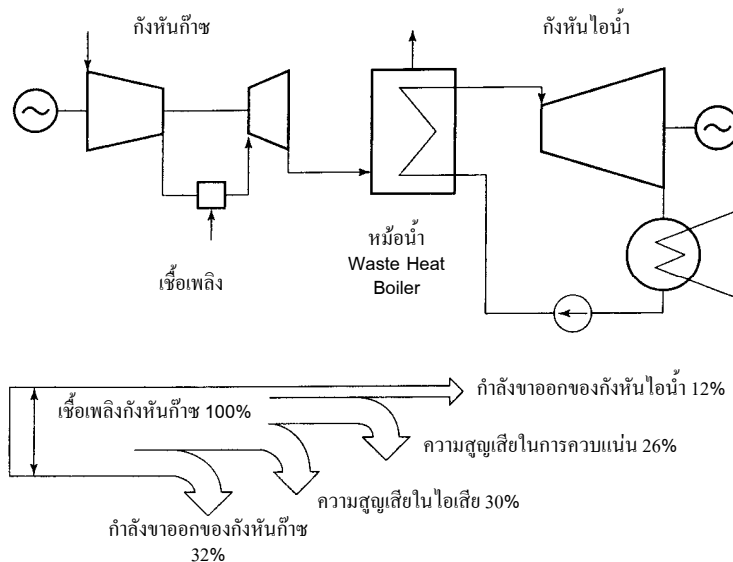 กังหันก๊าซ
กังหันไอน้ำ
เชื้อเพลิง
หม้อน้ำ
Waste Heat
Boiler
เชื้อเพลิงกังหันก๊าซ 100%
กำลังขาออกของกังหันไอน้ำ 12%
ความสูญเสียในการควบแน่น 26%
ความสูญเสียในไอเสีย 30%
กำลังขาออกของกังหันก๊าซ
32%